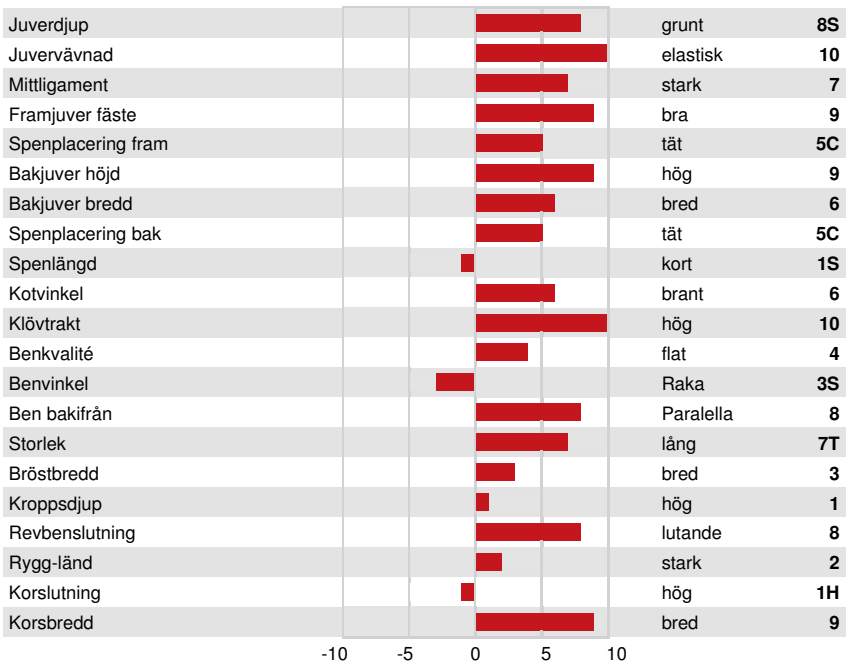 Juverdjup grunt 8S
Juvervävnad elastisk 10
Mittligament stark 7
Framjuver fäste bra 9
Spenplacering fram tät 5C
Bakjuver höjd hög 9
Bakjuver bredd bred 6
Spenplacering bak tät 5C
Spenlängd kort 1S
Kotvinkel brant 6
Klövtrakt hög 10
Benkvalité flat 4
Benvinkel Raka 3S
Ben bakifrån Paralella 8
Storlek lång 7T
Bröstbredd bred 3
Kroppsdjup hög 1
Revbenslutning lutande 8
Rygg-länd stark 2
Korslutning hög 1H
Korsbredd bred 9
-10 -5 0 5 10